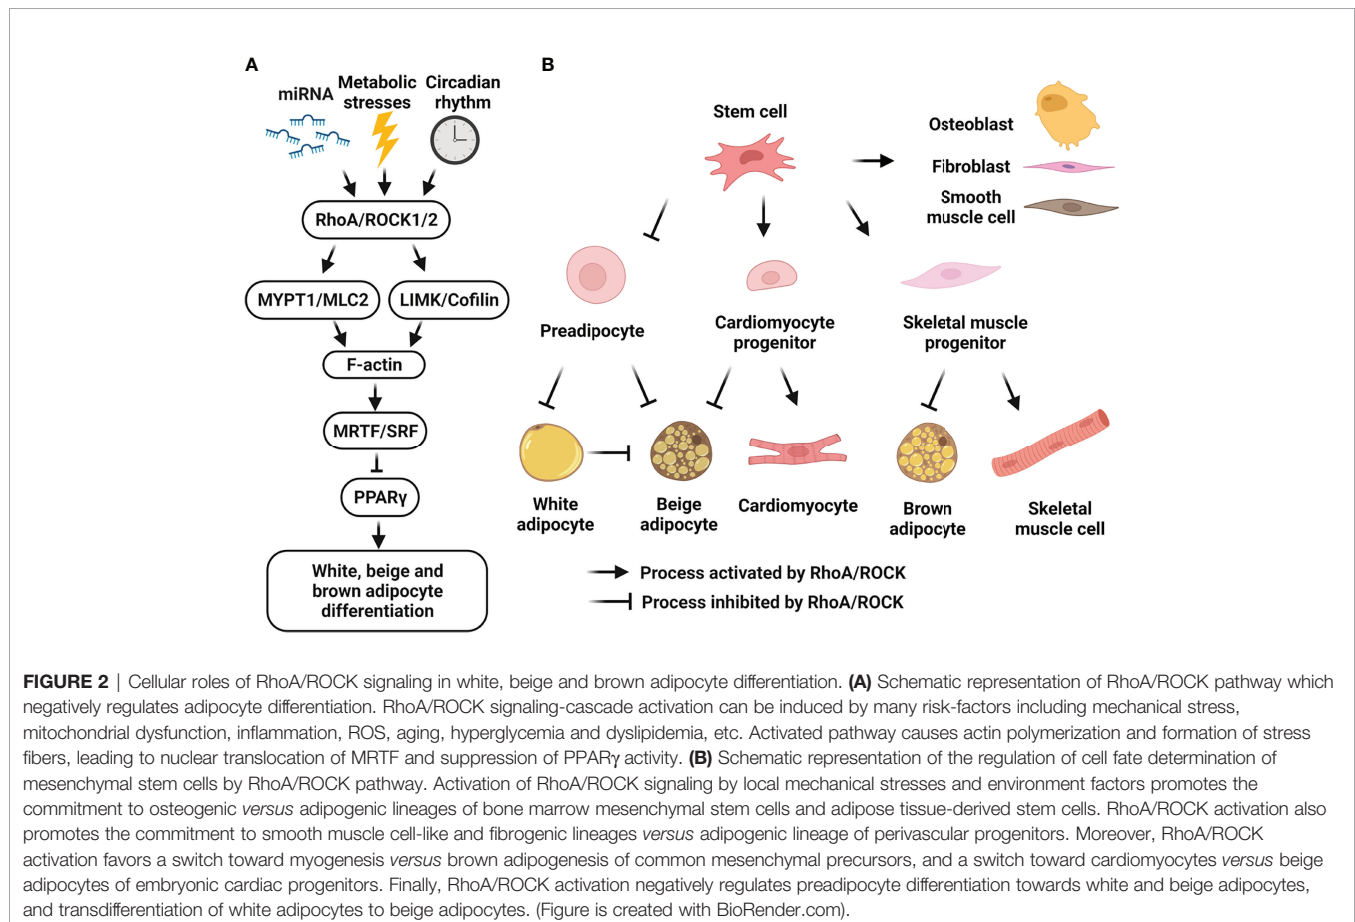 A
B
miRNA
Metabolic
stresses
Circadian
rhythm
RhoA/ROCK1/2
MYPT1/MLC2
LIMK/Cofilin
F-actin
MRTF/SRF
PPARγ
White, beige and
brown adipocyte
differentiation
Stem cell
Osteoblast
Fibroblast
Smooth
muscle cell
Preadipocyte
Cardiomyocyte
progenitor
Skeletal muscle
progenitor
White
adipocyte
Beige
adipocyte
Cardiomyocyte
Brown
adipocyte
Skeletal
muscle cell
Process activated by RhoA/ROCK
Process inhibited by RhoA/ROCK
FIGURE 2 | Cellular roles of RhoA/ROCK signaling in white, beige and brown adipocyte differentiation. (A) Schematic representation of RhoA/ROCK pathway which
negatively regulates adipocyte differentiation. RhoA/ROCK signaling-cascade activation can be induced by many risk-factors including mechanical stress,
mitochondrial dysfunction, inflammation, ROS, aging, hyperglycemia and dyslipidemia, etc. Activated pathway causes actin polymerization and formation of stress
fibers, leading to nuclear translocation of MRTF and suppression of PPARγ activity. (B) Schematic representation of the regulation of cell fate determination of
mesenchymal stem cells by RhoA/ROCK pathway. Activation of RhoA/ROCK signaling by local mechanical stresses and environment factors promotes the
commitment to osteogenic versus adipogenic lineages of bone marrow mesenchymal stem cells and adipose tissue-derived stem cells. RhoA/ROCK activation also
promotes the commitment to smooth muscle cell-like and fibrogenic lineages versus adipogenic lineage of perivascular progenitors. Moreover, RhoA/ROCK
activation favors a switch toward myogenesis versus brown adipogenesis of common mesenchymal precursors, and a switch toward cardiomyocytes versus beige
adipocytes of embryonic cardiac progenitors. Finally, RhoA/ROCK activation negatively regulates preadipocyte differentiation towards white and beige adipocytes,
and transdifferentiation of white adipocytes to beige adipocytes. (Figure is created with BioRender.com).